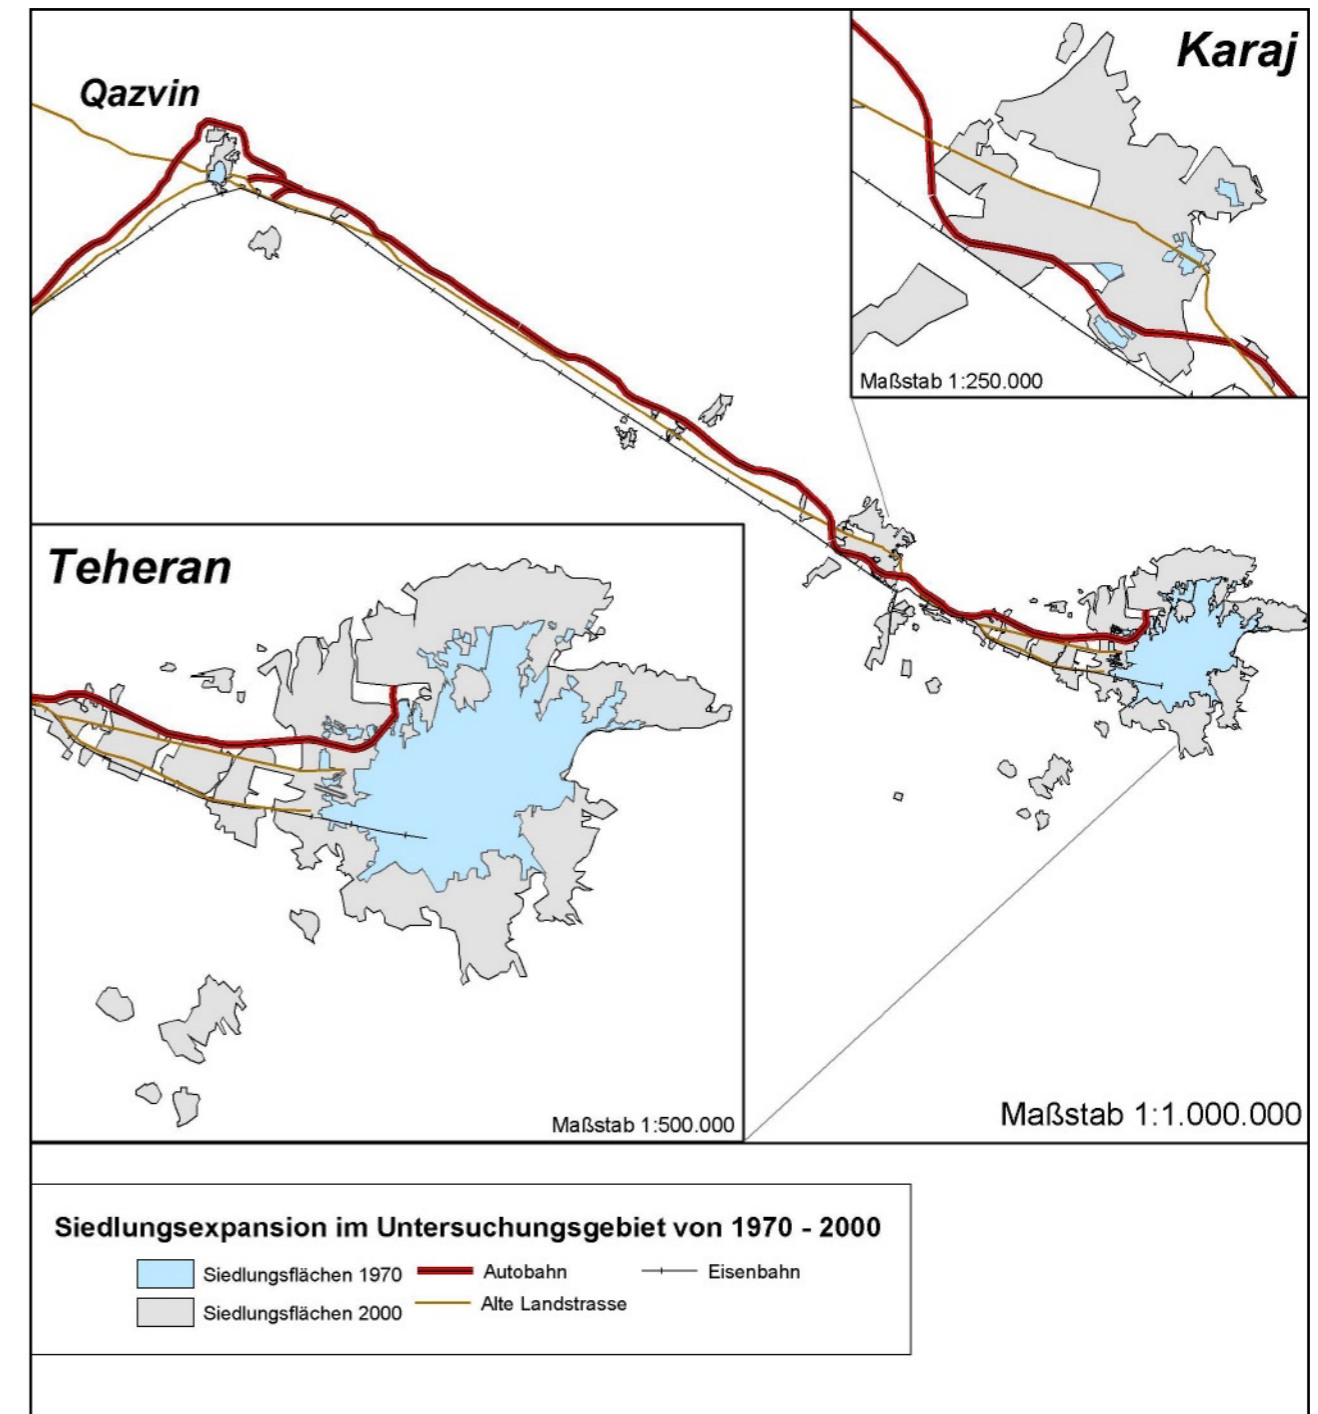 Karaj
Qazvin
Maßstab 1:250.000
Teheran
Maßstab 1:1.000.000
Maßstab 1:500.000
Siedlungsexpansion im Untersuchungsgebiet von 1970 - 2000
Siedlungsflächen 1970
Autobahn
Eisenbahn
Siedlungsflächen 2000
Alte Landstrasse